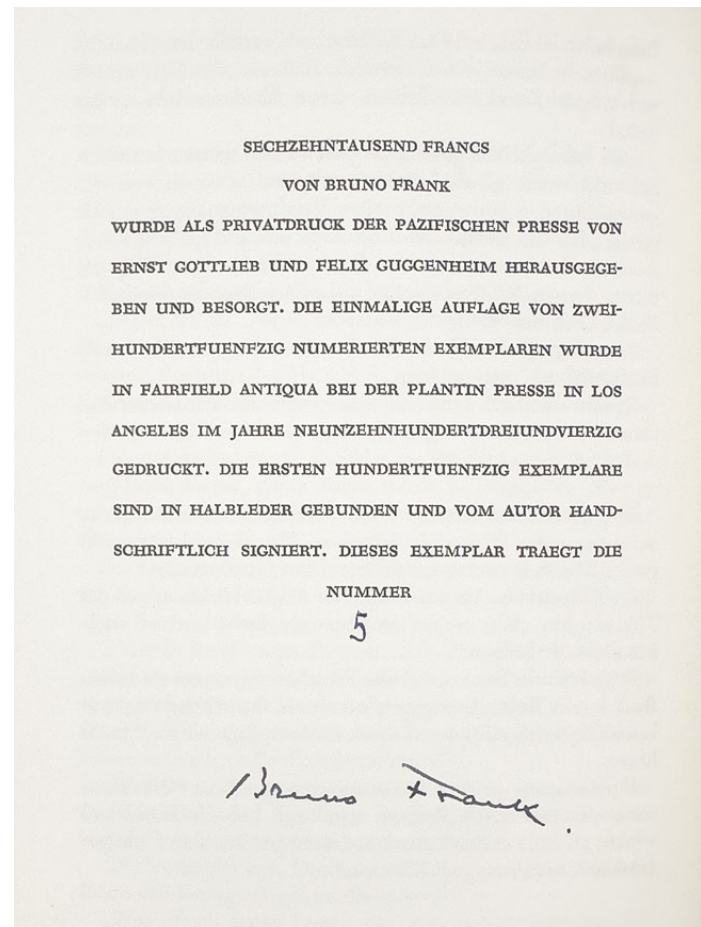 SECHZEHNTAUSEND FRANCS
VON BRUNO FRANK
WURDE ALS PRIVATDRUCK DER PAZIFISCHEN PRESSE VON
ERNST GOTTLIEB UND FELIX GUGGENHEIM HERAUSGEGE-
BEN UND BESORGT. DIE EINMALIGE AUFLAGE VON ZWEI-
HUNDERTFUENFZIG NUMERIERTEN EXEMPLAREN WURDE
IN FAIRFIELD ANTIQUA BEI DER PLANTIN PRESSE IN LOS
ANGELES IM JAHRE NEUNZEHNHUNDERTDREIUNDVIERZIG
GEDRUCKT. DIE ERSTEN HUNDERTFUENFZIG EXEMPLARE
SIND IN HALBLEDER GEBUNDEN UND VOM AUTOR HAND-
SCHRIFTLICH SIGNIERT. DIESES EXEMPLAR TRAEGT DIE
NUMMER
5
Bruno Frank.